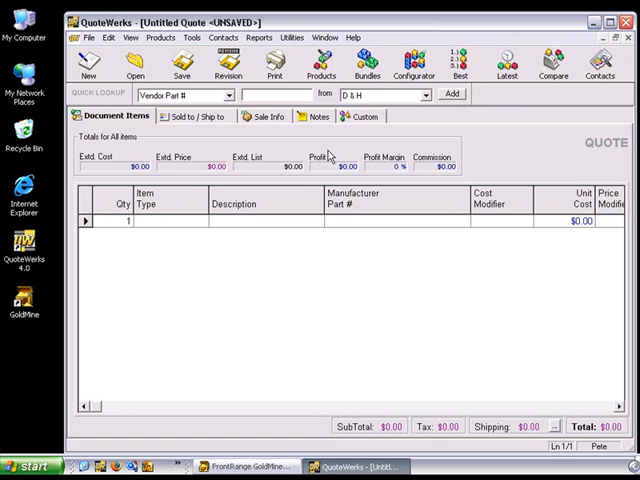 My Computer
My Network
Places
Recycle Bin
Internet
Explorer
QuoteWerks
4.0
GoldMine
QuoteWerks - [Untitled Quote <UNSAVED>]
File Edit View Products Tools Contacts Reports Utilities Window Help
New Open Save Revision Print Products Bundles Configurator Best Latest Compare Contacts
QUICK LOOKUP Vendor Part # from D & H Add
Document Items Sold to / Ship to Sale Info Notes Custom
Totals for All items
QUOTE
Extd. Cost Extd. Price Extd. List Profit Profit Margin Commission
$0.00 $0.00 $0.00 $0.00 0 % $0.00
Qty Item Type Description Manufacturer Part # Cost Modifier Unit Cost Price Modifie
1 $0.00
SubTotal: $0.00 Tax: $0.00 Shipping: $0.00 ... Total: $0.00
Ln 1/1 Pete
start FrontRange GoldMine... QuoteWerks - [Untitl...